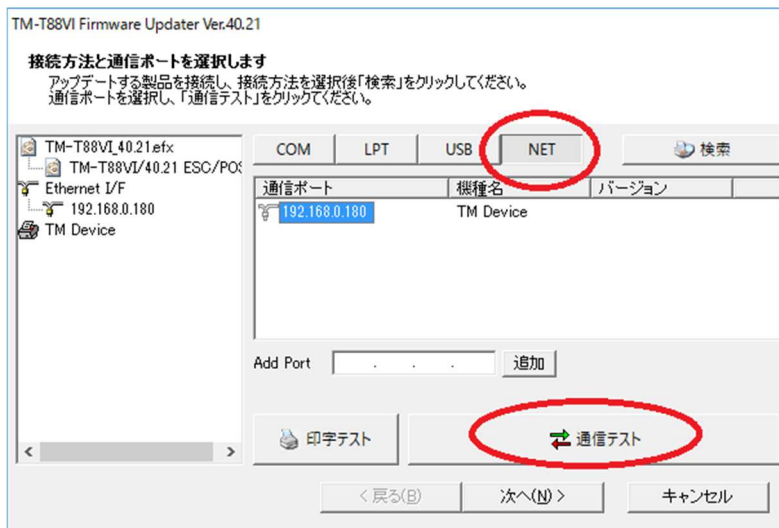 TM-T88VI Firmware Updater Ver.40.21
接続方法と通信ポートを選択します
アップデートする製品を接続し、接続方法を選択後「検索」をクリックしてください。
通信ポートを選択し、「通信テスト」をクリックてください。
TM-T88VI_40.21.efx
TM-T88VI/40.21 ESC/POS
Ethernet I/F
192.168.0.180
TM Device
COM LPT USB NET 検索
通信ポート 機種名 バージョン
192.168.0.180 TM Device
Add Port . . . 追加
印字テスト 通信テスト
< 戻る(B) 次へ(N) > キャンセル